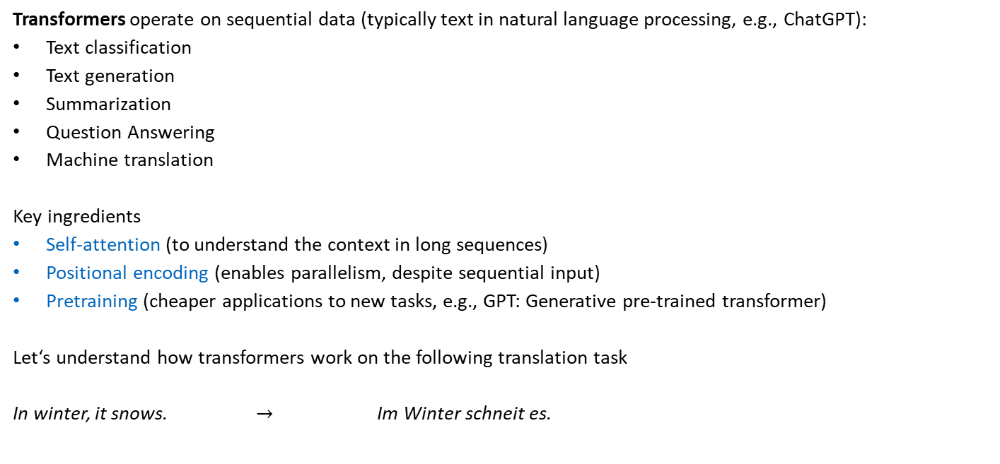 Transformers operate on sequential data (typically text in natural language processing, e.g., ChatGPT):
• Text classification
• Text generation
• Summarization
• Question Answering
• Machine translation
Key ingredients
• Self-attention (to understand the context in long sequences)
• Positional encoding (enables parallelism, despite sequential input)
• Pretraining (cheaper applications to new tasks, e.g., GPT: Generative pre-trained transformer)
Let‘s understand how transformers work on the following translation task
In winter, it snows. → Im Winter schneit es.